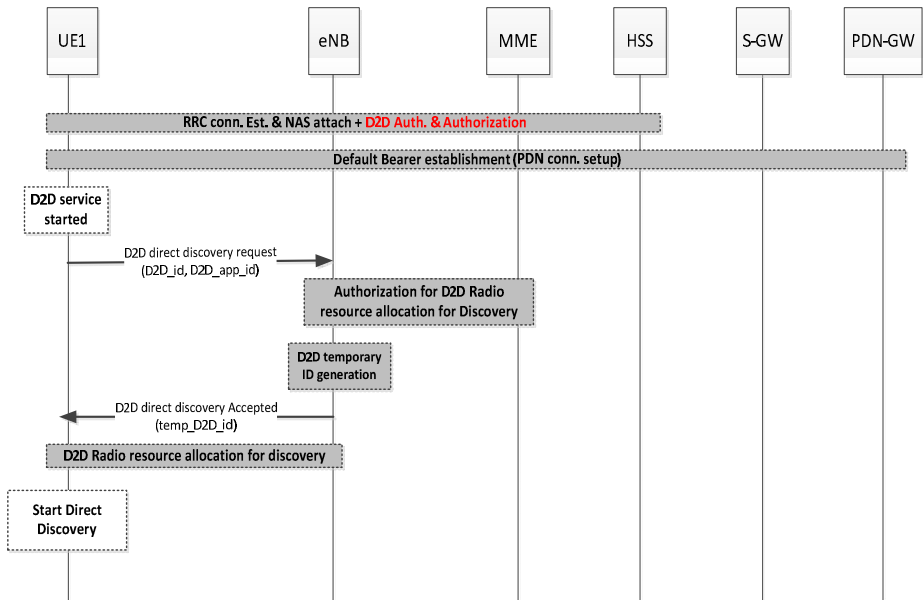 UE1
eNB
MME
HSS
S-GW
PDN-GW
RRC conn. Est. & NAS attach + D2D Auth. & Authorization
Default Bearer establishment (PDN conn. setup)
D2D service
started
D2D direct discovery request
(D2D_id, D2D_app_id)
Authorization for D2D Radio
resource allocation for Discovery
D2D temporary
ID generation
D2D direct discovery Accepted
(temp_D2D_id)
D2D Radio resource allocation for discovery
Start Direct
Discovery